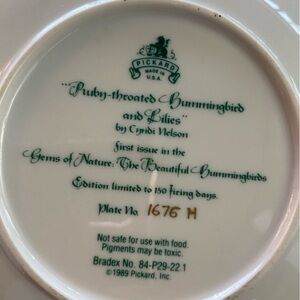 PICKARD
MADE IN
U.S.A.
"Ruby-throated Hummingbird
and Lilies"
by Cyndi Nelson
first issue in the
Gems of Nature: The Beautiful Hummingbirds
Edition limited to 150 firing days.
Plate No. 1676 M
Not safe for use with food.
Pigments may be toxic.
Bradex No. 84-P29-22.1
©1989 Pickard, Inc.